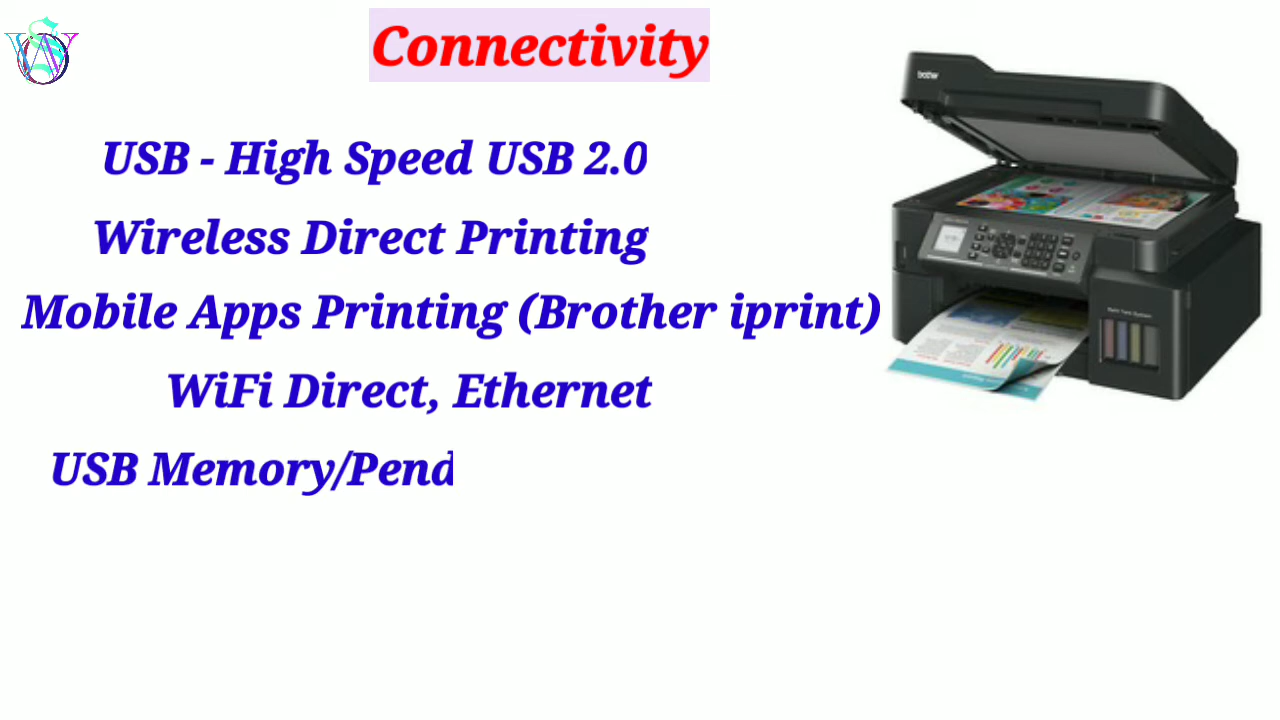 Connectivity
brother
USB - High Speed USB 2.0
Wireless Direct Printing
Mobile Apps Printing (Brother iprint)
WiFi Direct, Ethernet
USB Memory/Pend